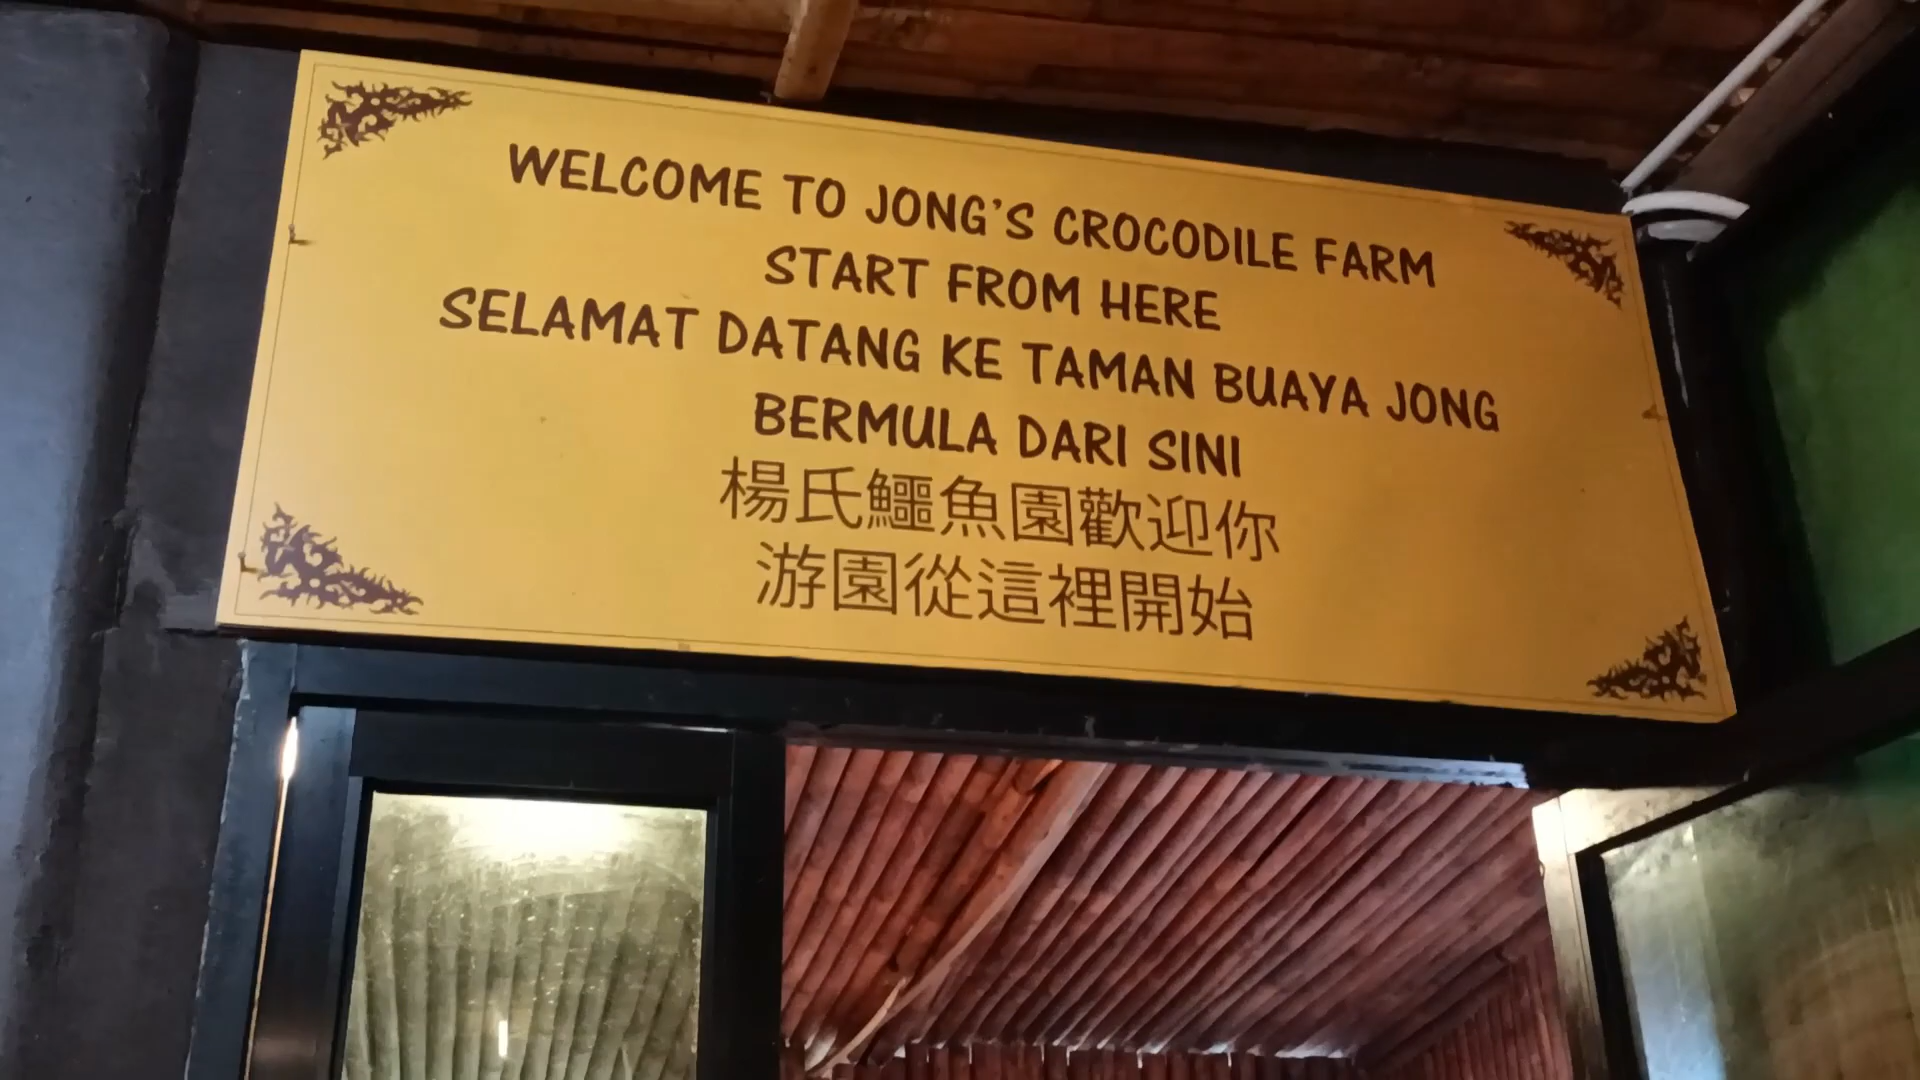 WELCOME TO JONG'S CROCODILE FARM
START FROM HERE
SELAMAT DATANG KE TAMAN BUAYA JONG
BERMULA DARI SINI
楊氏鱷魚園歡迎你
游園從這裡開始